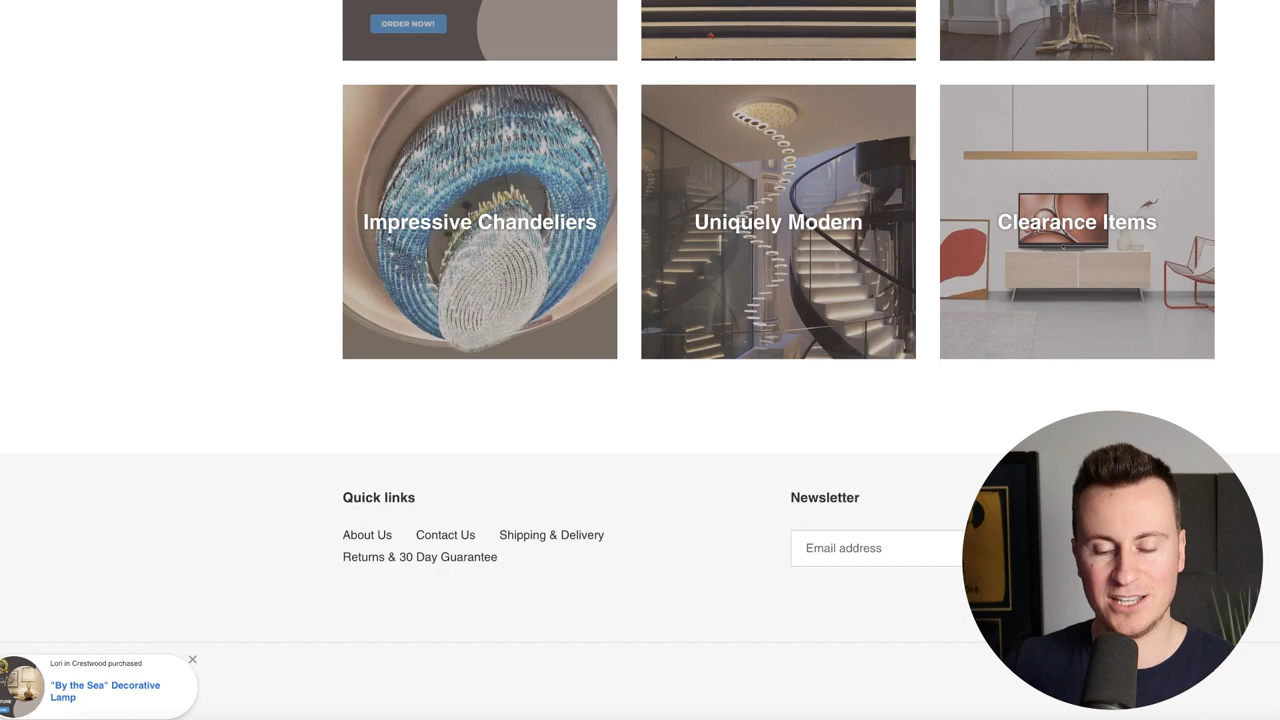 ORDER NOW!
Impressive Chandeliers
Uniquely Modern
Clearance Items
Quick links
Newsletter
About Us
Contact Us
Shipping & Delivery
Returns & 30 Day Guarantee
Email address
Lori in Crestwood purchased
"By the Sea" Decorative
Lamp